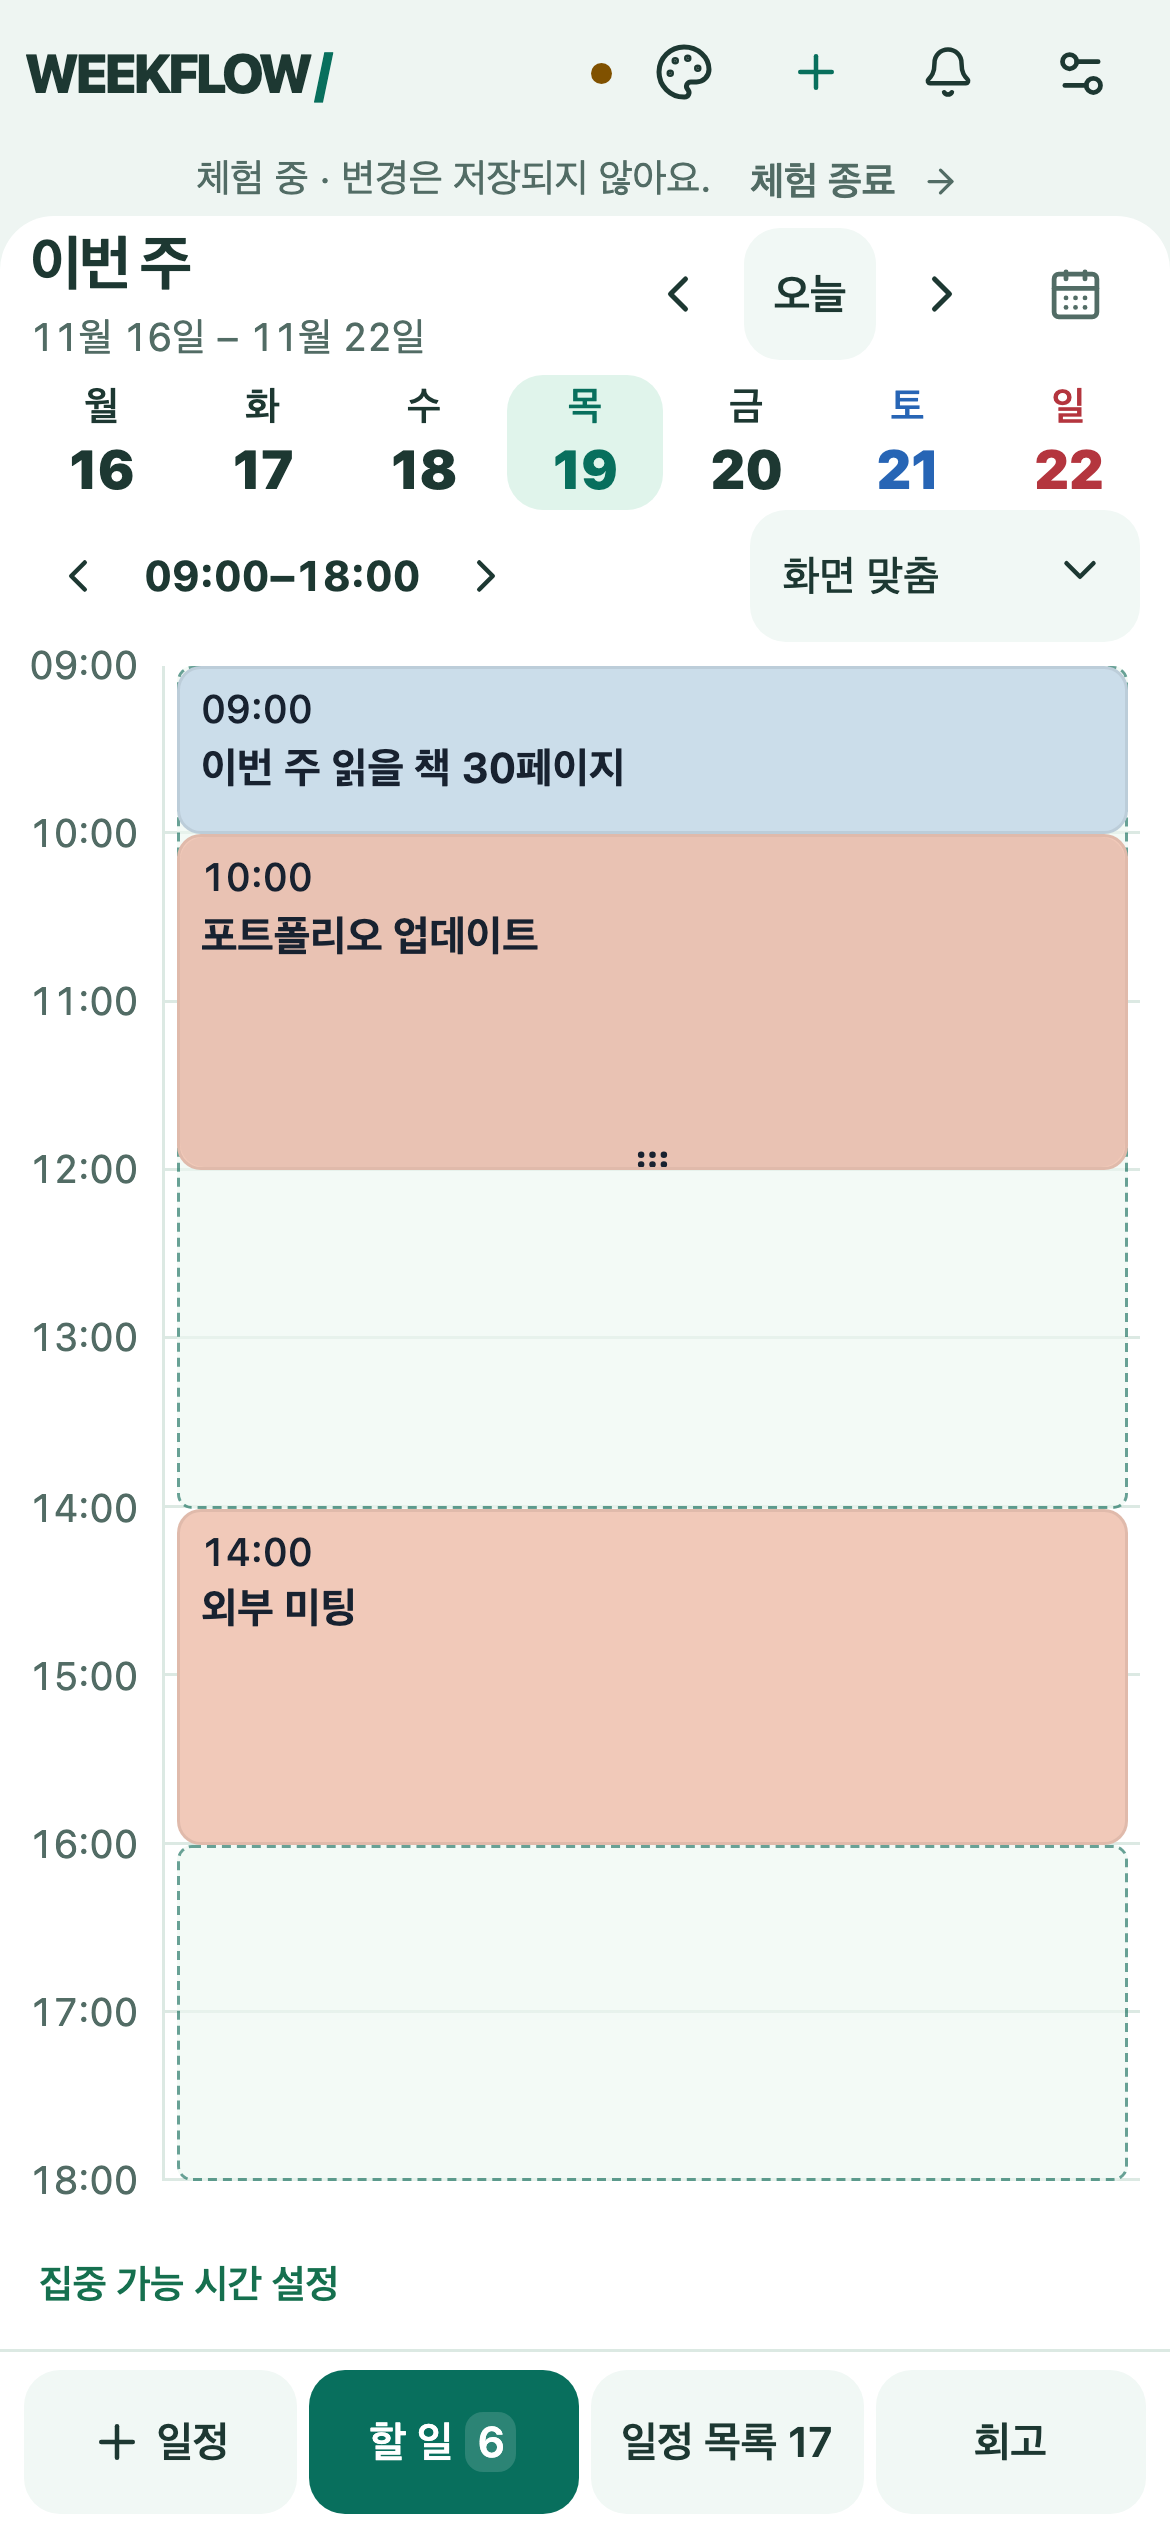 WEEKFLOW/
체험 중 · 변경은 저장되지 않아요. 체험 종료 →
이번 주
오늘
11월 16일 – 11월 22일
월 화 수 목 금 토 일
16 17 18 19 20 21 22
09:00–18:00 화면 맞춤
09:00
09:00
이번 주 읽을 책 30페이지
10:00
10:00
포트폴리오 업데이트
11:00
12:00
13:00
14:00
14:00
외부 미팅
15:00
16:00
17:00
18:00
집중 가능 시간 설정
+ 일정 할 일 6 일정 목록 17 회고